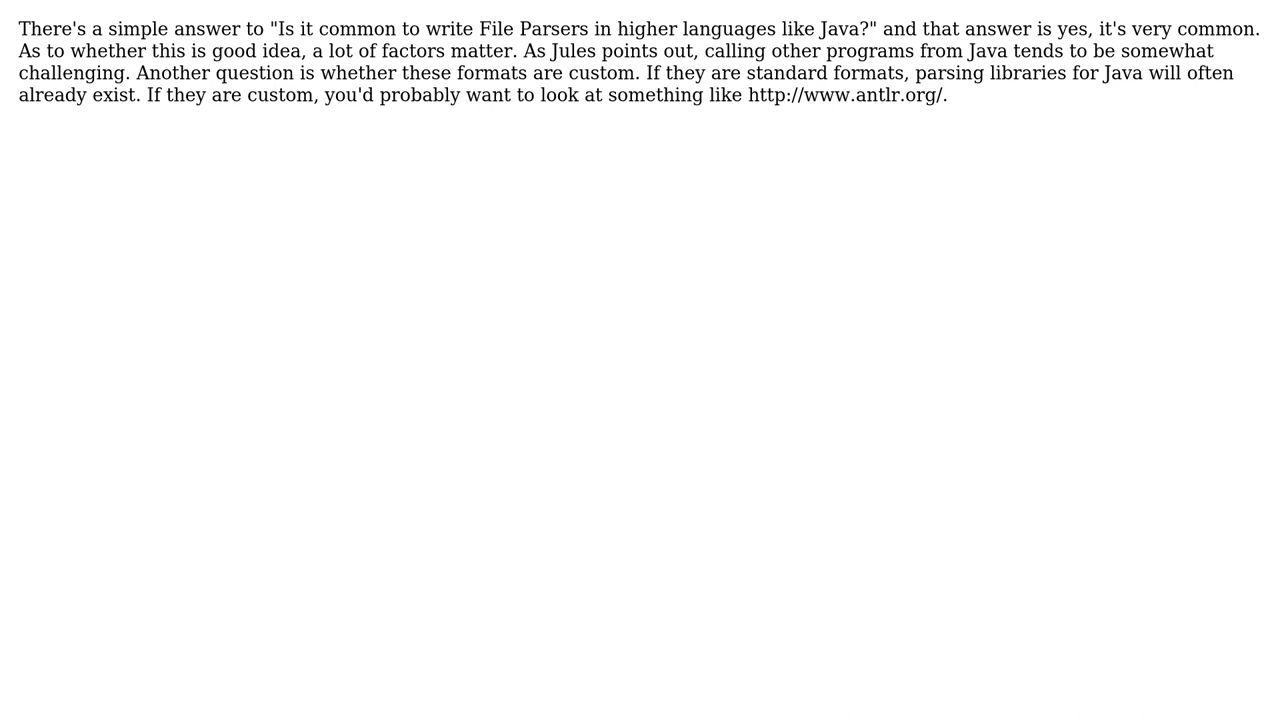 There's a simple answer to "Is it common to write File Parsers in higher languages like Java?" and that answer is yes, it's very common.
As to whether this is good idea, a lot of factors matter. As Jules points out, calling other programs from Java tends to be somewhat
challenging. Another question is whether these formats are custom. If they are standard formats, parsing libraries for Java will often
already exist. If they are custom, you'd probably want to look at something like http://www.antlr.org/.